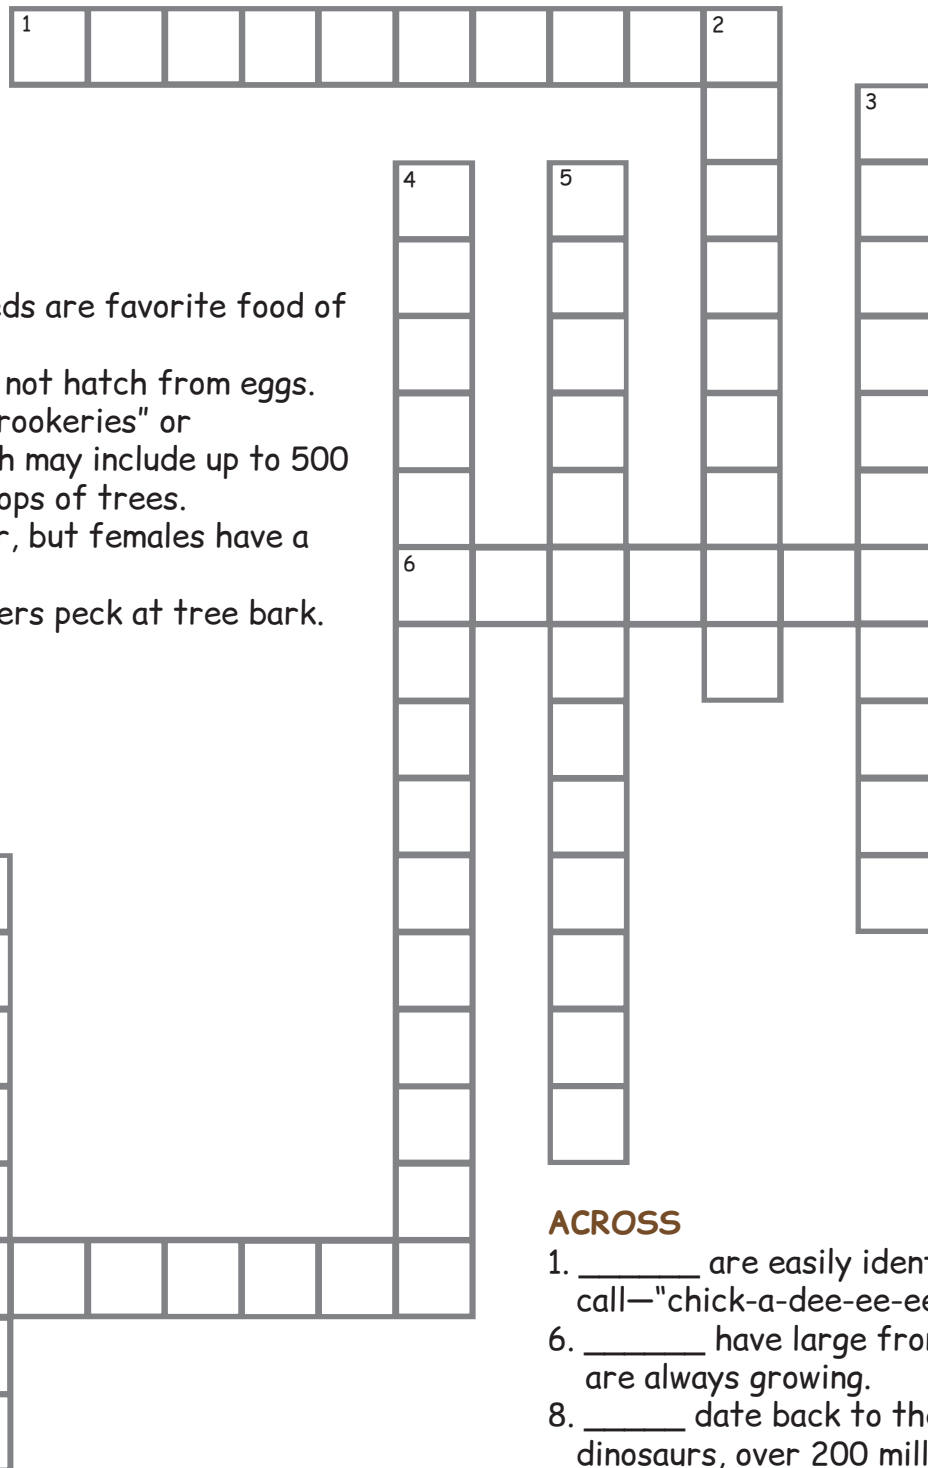 1
2
3
4
5
eds are favorite food of
not hatch from eggs.
rookeries" or
h may include up to 500
ops of trees.
r, but females have a
6
ers peck at tree bark.
ACROSS
1. ______ are easily iden
call—"chick-a-dee-ee-ee
6. ______ have large fro
are always growing.
8. _____ date back to th
dinosaurs, over 200 mill